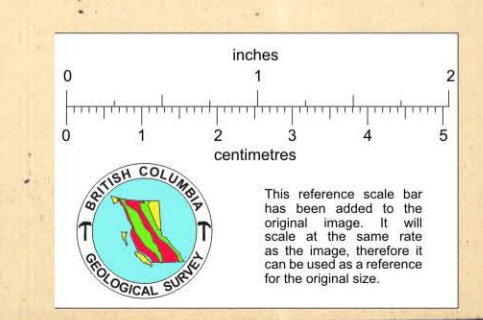 inches
0 1 2
0 1 2 3 4 5
centimetres
BRITISH COLUMBIA
GEOLOGICAL SURVEY
This reference scale bar
has been added to the
original image. It will
scale at the same rate
as the image, therefore it
can be used as a reference
for the original size.